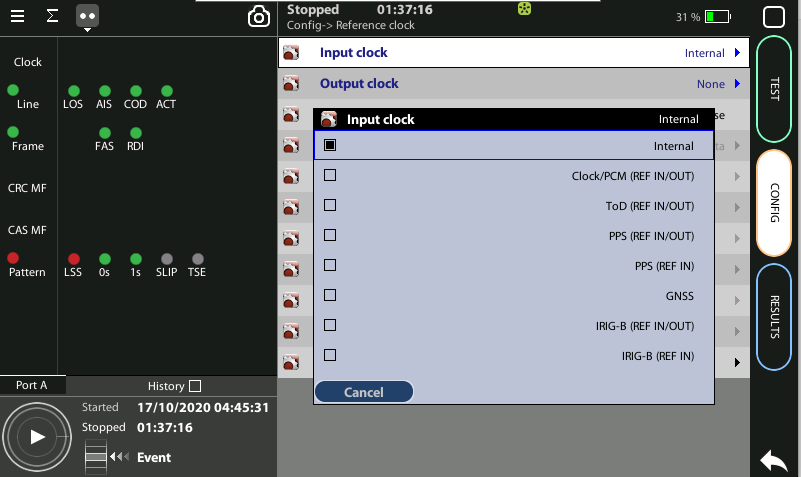 Stopped 01:37:16
31 %
Config-> Reference clock
Clock
Line
LOS AIS COD ACT
Frame
FAS RDI
CRC MF
CAS MF
Pattern
LSS 0s 1s SLIP TSE
Port A
History
Started 17/10/2020 04:45:31
Stopped 01:37:16
Event
Input clock Internal
Output clock None
se
ta
Input clock Internal
Internal
Clock/PCM (REF IN/OUT)
ToD (REF IN/OUT)
PPS (REF IN/OUT)
PPS (REF IN)
GNSS
IRIG-B (REF IN/OUT)
IRIG-B (REF IN)
Cancel
TEST
CONFIG
RESULTS